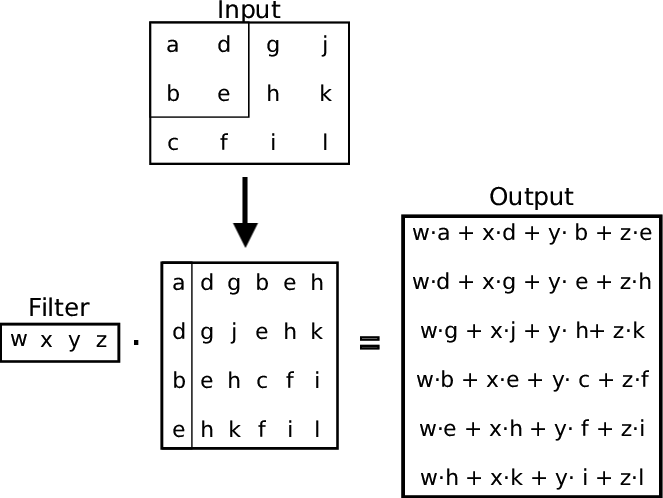 Input
a d g j
b e h k
c f i l
Filter
w x y z
·
a d g b e h
d g j e h k
b e h c f i
e h k f i l
=
Output
w·a + x·d + y· b + z·e
w·d + x·g + y· e + z·h
w·g + x·j + y· h+ z·k
w·b + x·e + y· c + z·f
w·e + x·h + y· f + z·i
w·h + x·k + y· i + z·l